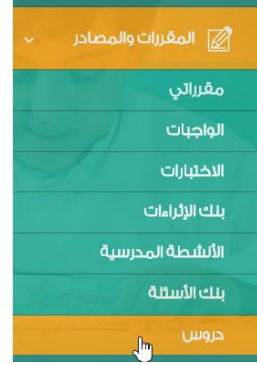 المقررات والمصادر
مقرراتي
الواجبات
الاختبارات
بنك الإثراءات
الأنشطة المدرسية
بنك الأسئلة
دروس